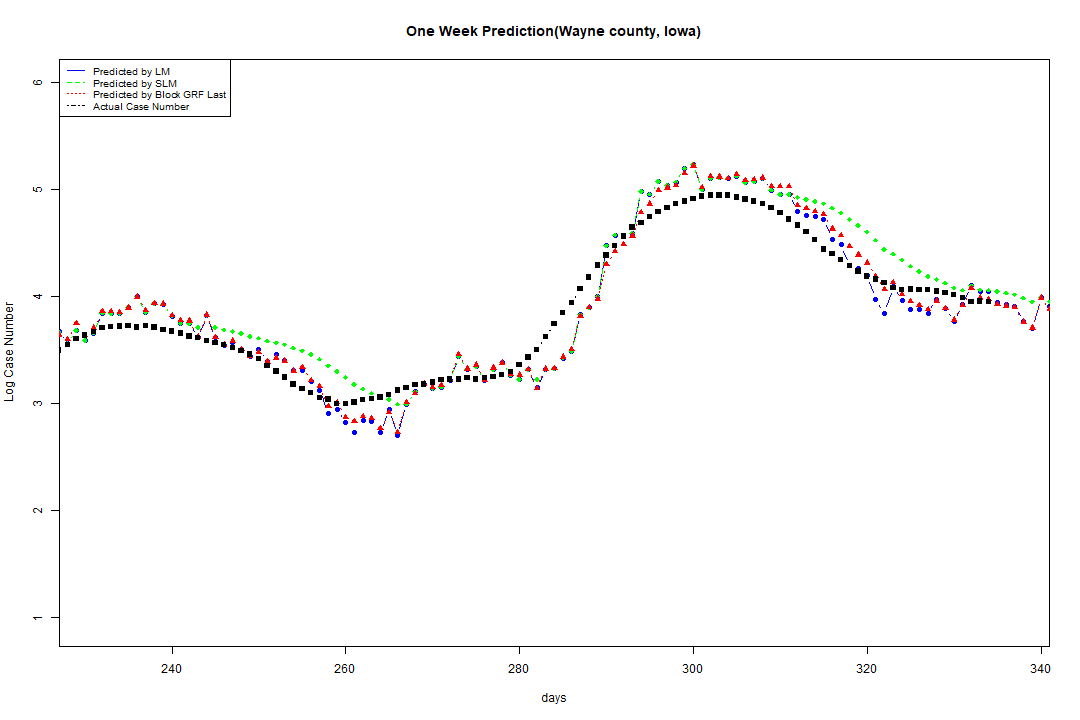 One Week Prediction(Wayne county, Iowa)
Predicted by LM
Predicted by SLM
Predicted by Block GRF Last
Actual Case Number
6
5
4
3
2
1
Log Case Number
240 260 280 300 320 340
days